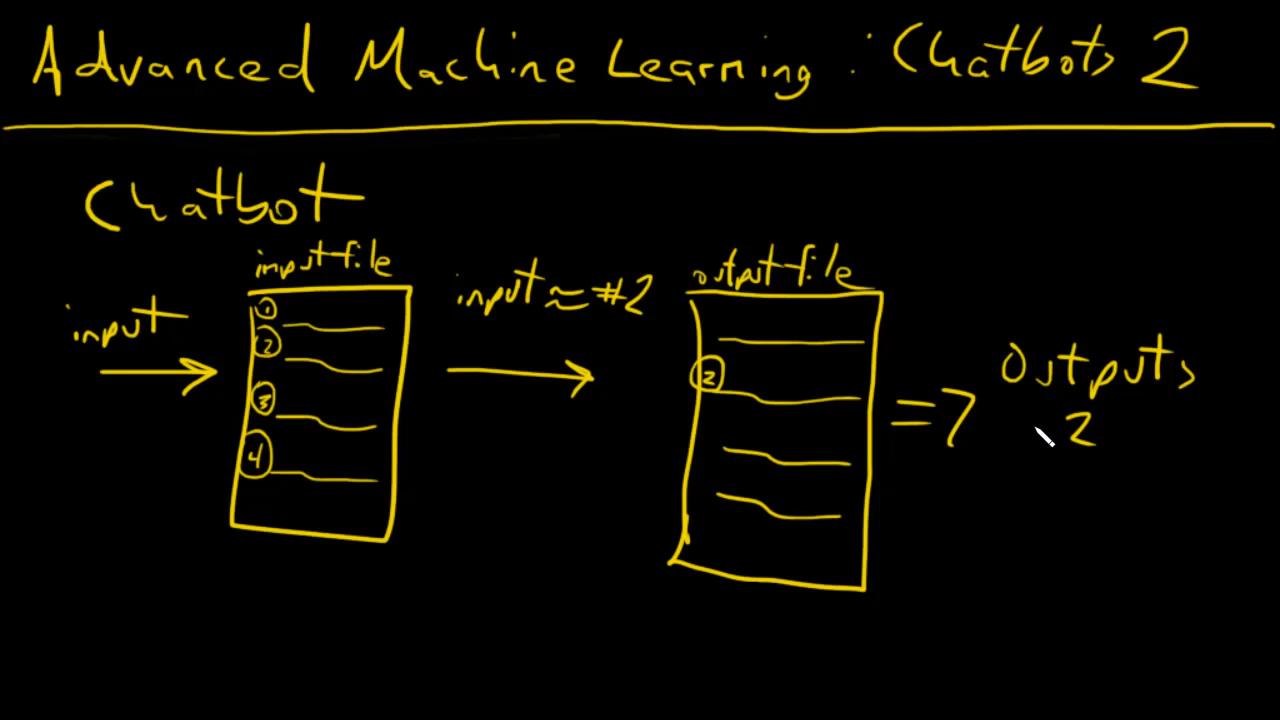 Advanced Machine Learning : Chatbots 2
Chatbot
input
input file
1
2
3
4
input ≈ #2
output file
2
=> Outputs
2